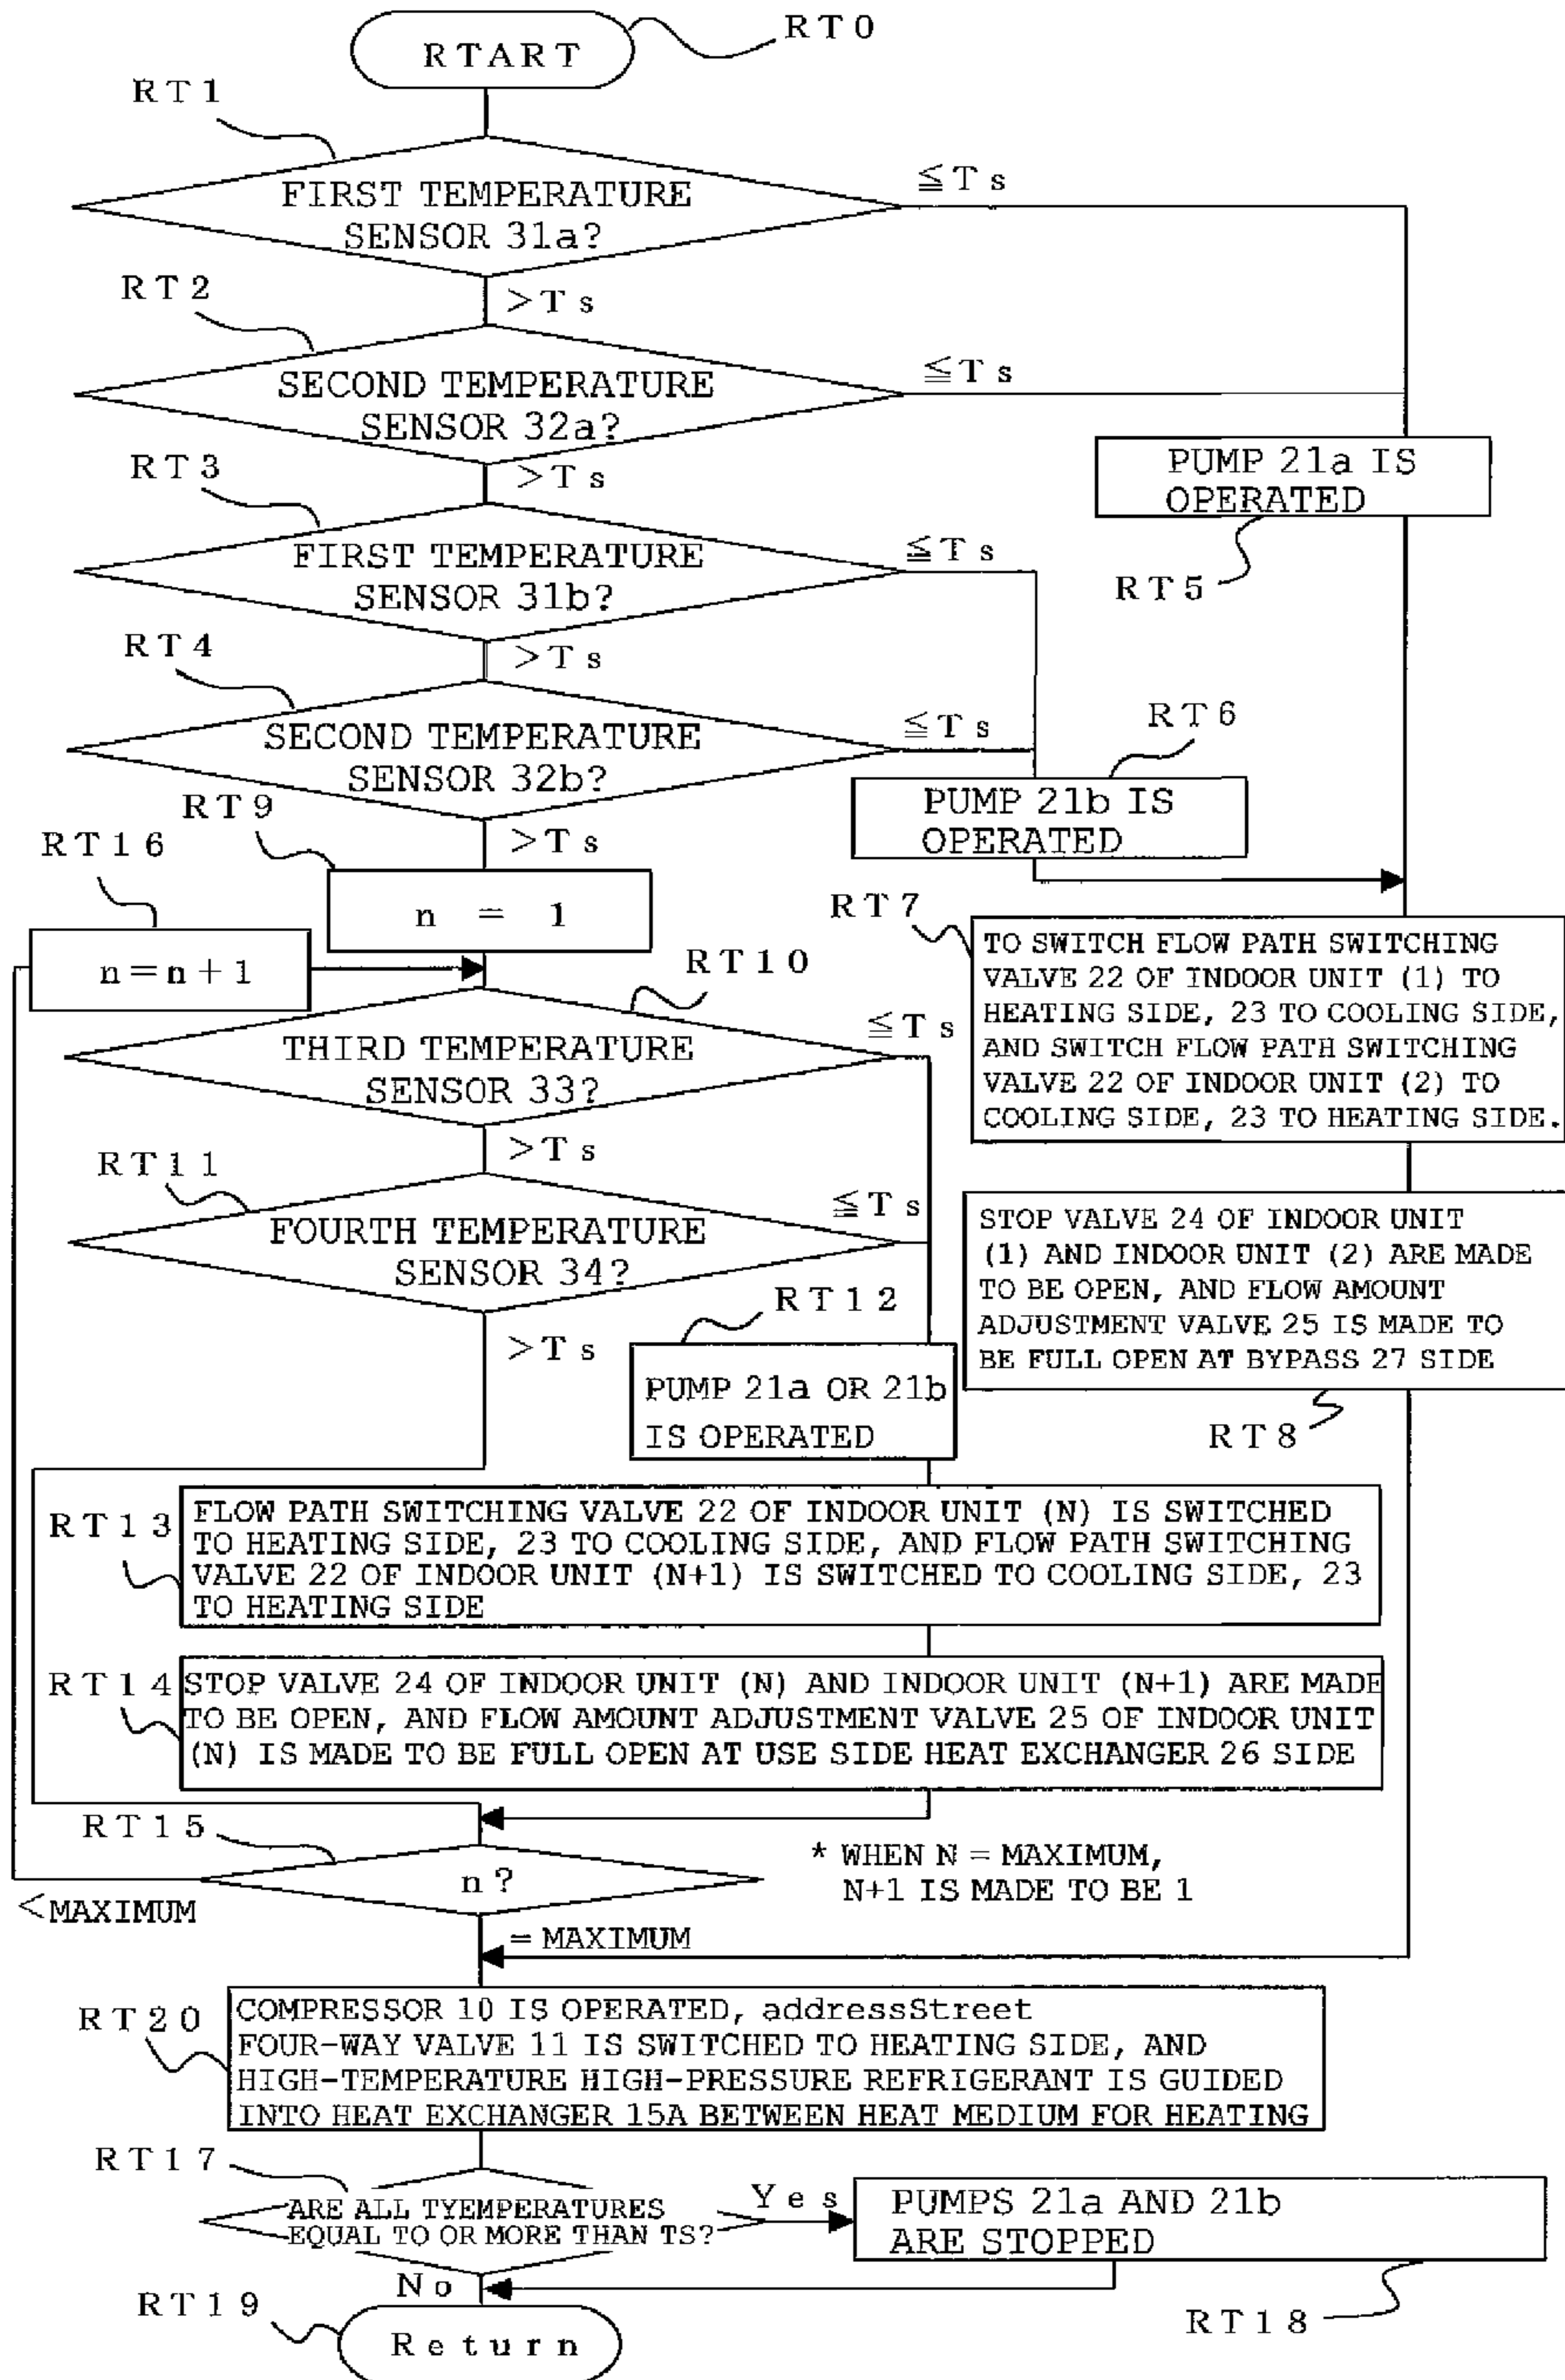 RTART
RT0
RT1
FIRST TEMPERATURE
SENSOR 31a?
≦Ts
>Ts
RT2
SECOND TEMPERATURE
SENSOR 32a?
≦Ts
>Ts
PUMP 21a IS
OPERATED
RT5
RT3
FIRST TEMPERATURE
SENSOR 31b?
≦Ts
>Ts
RT4
SECOND TEMPERATURE
SENSOR 32b?
≦Ts
>Ts
RT6
PUMP 21b IS
OPERATED
RT9
n = 1
RT16
n=n+1
RT7
TO SWITCH FLOW PATH SWITCHING
VALVE 22 OF INDOOR UNIT (1) TO
HEATING SIDE, 23 TO COOLING SIDE,
AND SWITCH FLOW PATH SWITCHING
VALVE 22 OF INDOOR UNIT (2) TO
COOLING SIDE, 23 TO HEATING SIDE.
RT10
THIRD TEMPERATURE
SENSOR 33?
≦Ts
>Ts
RT11
FOURTH TEMPERATURE
SENSOR 34?
≦Ts
>Ts
STOP VALVE 24 OF INDOOR UNIT
(1) AND INDOOR UNIT (2) ARE MADE
TO BE OPEN, AND FLOW AMOUNT
ADJUSTMENT VALVE 25 IS MADE TO
BE FULL OPEN AT BYPASS 27 SIDE
RT8
RT12
PUMP 21a OR 21b
IS OPERATED
RT13
FLOW PATH SWITCHING VALVE 22 OF INDOOR UNIT (N) IS SWITCHED
TO HEATING SIDE, 23 TO COOLING SIDE, AND FLOW PATH SWITCHING
VALVE 22 OF INDOOR UNIT (N+1) IS SWITCHED TO COOLING SIDE, 23
TO HEATING SIDE
RT14
STOP VALVE 24 OF INDOOR UNIT (N) AND INDOOR UNIT (N+1) ARE MADE
TO BE OPEN, AND FLOW AMOUNT ADJUSTMENT VALVE 25 OF INDOOR UNIT
(N) IS MADE TO BE FULL OPEN AT USE SIDE HEAT EXCHANGER 26 SIDE
RT15
n?
* WHEN N = MAXIMUM,
N+1 IS MADE TO BE 1
<MAXIMUM
= MAXIMUM
RT20
COMPRESSOR 10 IS OPERATED, addressStreet
FOUR-WAY VALVE 11 IS SWITCHED TO HEATING SIDE, AND
HIGH-TEMPERATURE HIGH-PRESSURE REFRIGERANT IS GUIDED
INTO HEAT EXCHANGER 15A BETWEEN HEAT MEDIUM FOR HEATING
RT17
ARE ALL TYEMPERATURES
EQUAL TO OR MORE THAN TS?
Yes
PUMPS 21a AND 21b
ARE STOPPED
No
RT18
RT19
Return